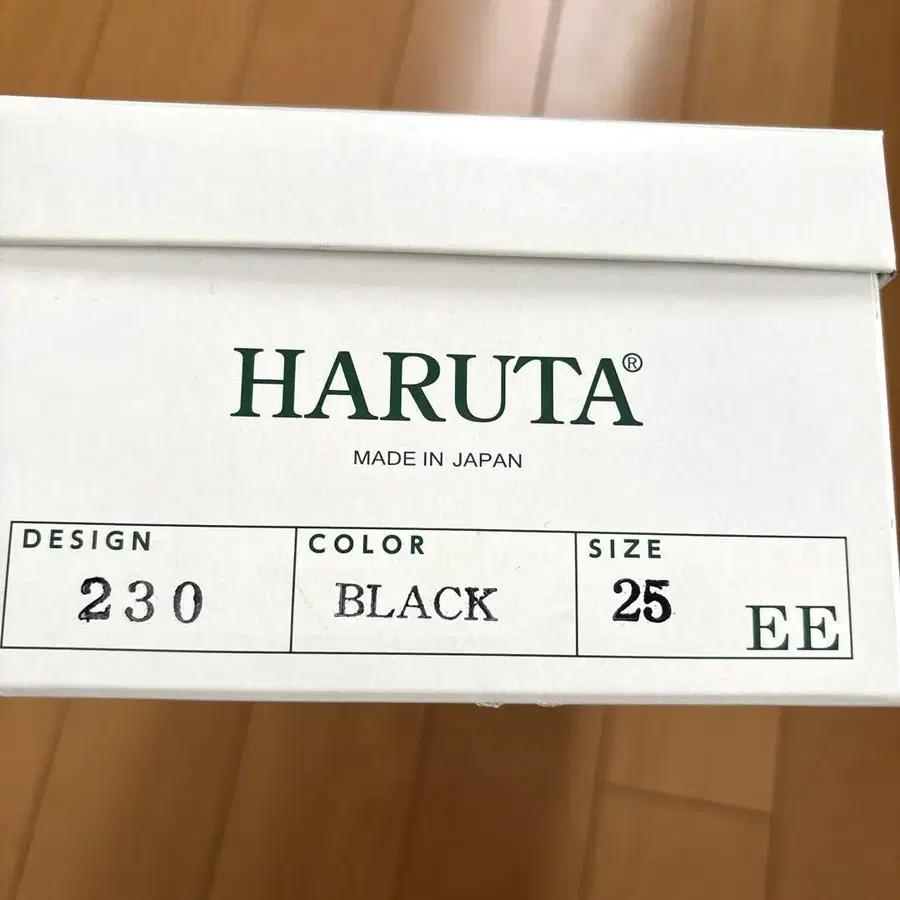 HARUTA®
MADE IN JAPAN
DESIGN COLOR SIZE
230 BLACK 25 EE